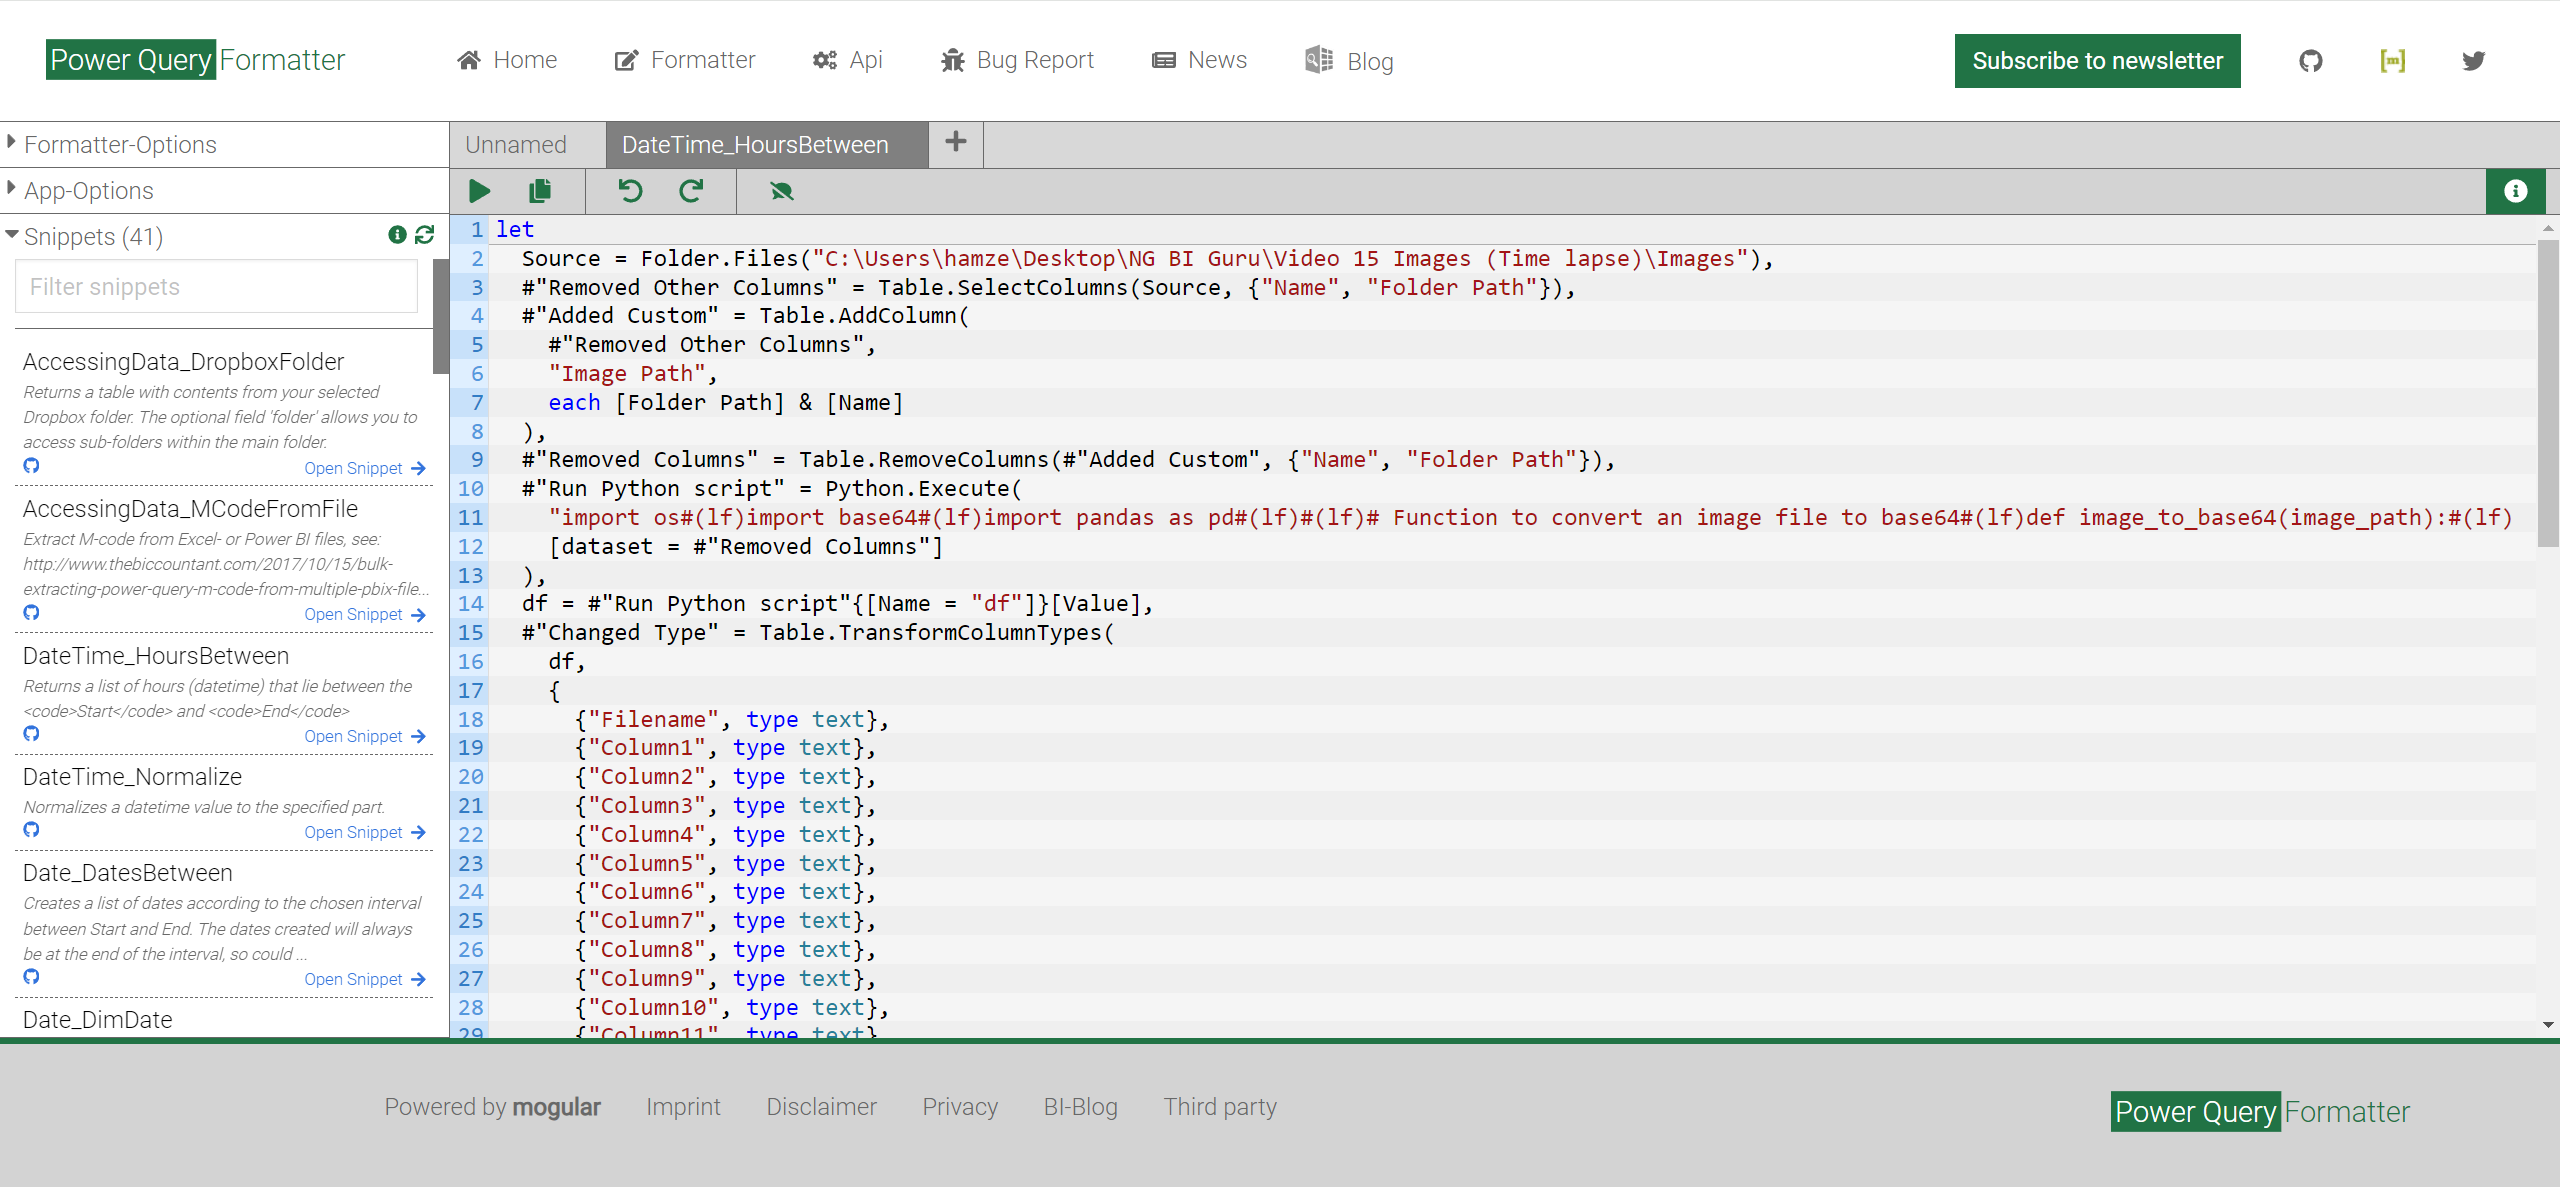 Power Query Formatter
Home
Formatter
Api
Bug Report
News
Blog
Subscribe to newsletter
[m]
Formatter-Options
App-Options
Snippets (41)
Filter snippets
AccessingData_DropboxFolder
Returns a table with contents from your selected
Dropbox folder. The optional field 'folder' allows you to
access sub-folders within the main folder.
Open Snippet
AccessingData_MCodeFromFile
Extract M-code from Excel- or Power BI files, see:
http://www.thebiccountant.com/2017/10/15/bulk-
extracting-power-query-m-code-from-multiple-pbix-file...
Open Snippet
DateTime_HoursBetween
Returns a list of hours (datetime) that lie between the
<code>Start</code> and <code>End</code>
Open Snippet
DateTime_Normalize
Normalizes a datetime value to the specified part.
Open Snippet
Date_DatesBetween
Creates a list of dates according to the chosen interval
between Start and End. The dates created will always
be at the end of the interval, so could ...
Open Snippet
Date_DimDate
Unnamed
DateTime_HoursBetween
1 let
2 Source = Folder.Files("C:\Users\hamze\Desktop\NG BI Guru\Video 15 Images (Time lapse)\Images"),
3 #"Removed Other Columns" = Table.SelectColumns(Source, {"Name", "Folder Path"}),
4 #"Added Custom" = Table.AddColumn(
5 #"Removed Other Columns",
6 "Image Path",
7 each [Folder Path] & [Name]
8 ),
9 #"Removed Columns" = Table.RemoveColumns(#"Added Custom", {"Name", "Folder Path"}),
10 #"Run Python script" = Python.Execute(
11 "import os#(lf)import base64#(lf)import pandas as pd#(lf)#(lf)# Function to convert an image file to base64#(lf)def image_to_base64(image_path):#(lf)
12 [dataset = #"Removed Columns"]
13 ),
14 df = #"Run Python script"{[Name = "df"]}[Value],
15 #"Changed Type" = Table.TransformColumnTypes(
16 df,
17 {
18 {"Filename", type text},
19 {"Column1", type text},
20 {"Column2", type text},
21 {"Column3", type text},
22 {"Column4", type text},
23 {"Column5", type text},
24 {"Column6", type text},
25 {"Column7", type text},
26 {"Column8", type text},
27 {"Column9", type text},
28 {"Column10", type text},
29 {"Column11", type text}
Powered by mogular
Imprint
Disclaimer
Privacy
BI-Blog
Third party
Power Query Formatter